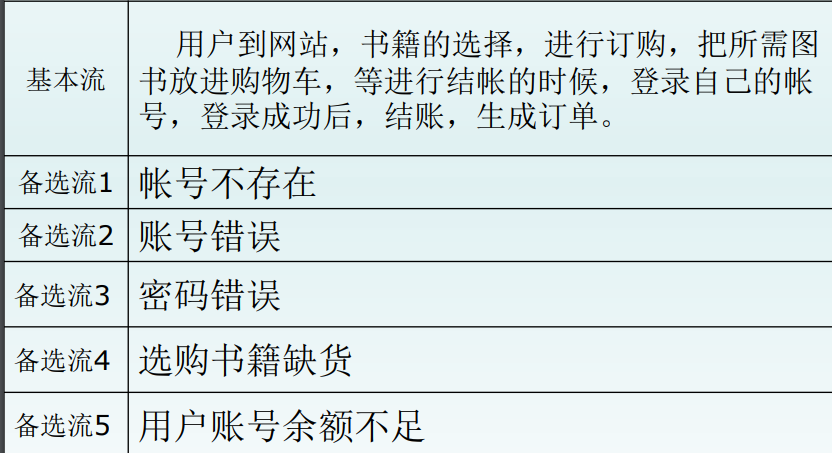 基本流
用户到网站，书籍的选择，进行订购，把所需图
书放进购物车，等进行结帐的时候，登录自己的帐
号，登录成功后，结账，生成订单。
备选流1 帐号不存在
备选流2 账号错误
备选流3 密码错误
备选流4 选购书籍缺货
备选流5 用户账号余额不足